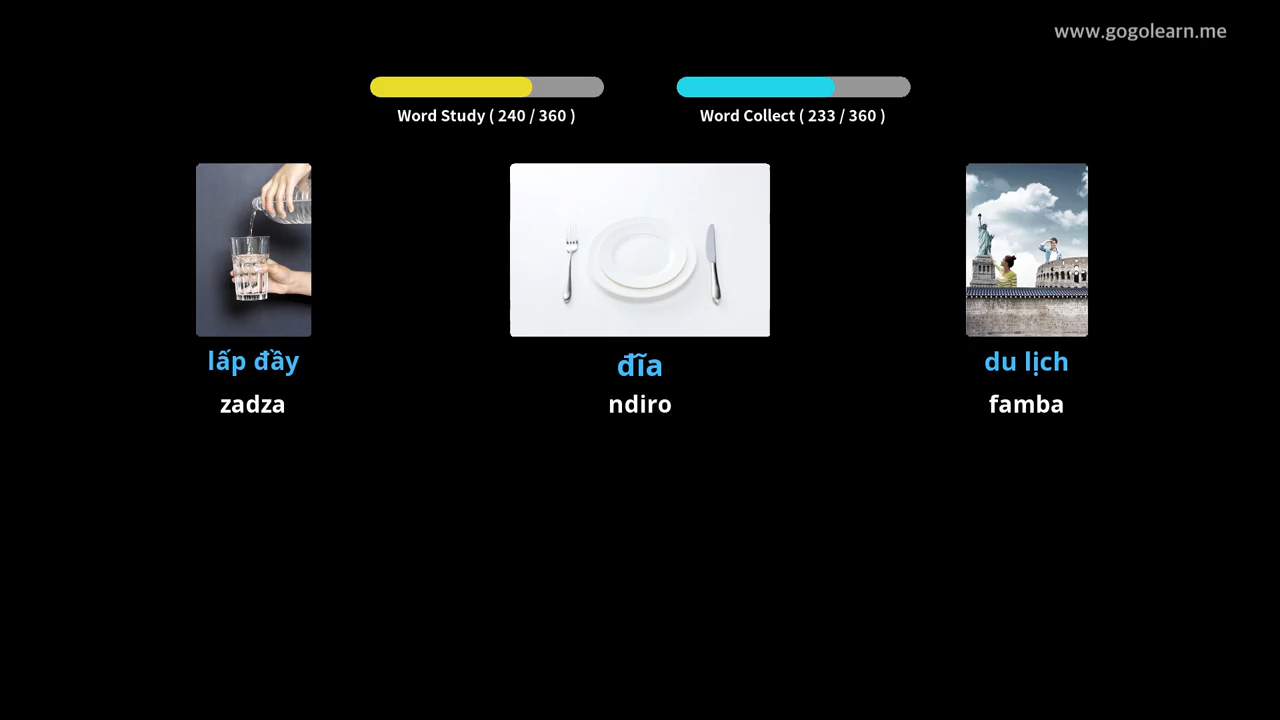 www.gogolearn.me
Word Study ( 240 / 360 )
Word Collect ( 233 / 360 )
lấp đầy
đĩa
du lịch
zadza
ndiro
famba